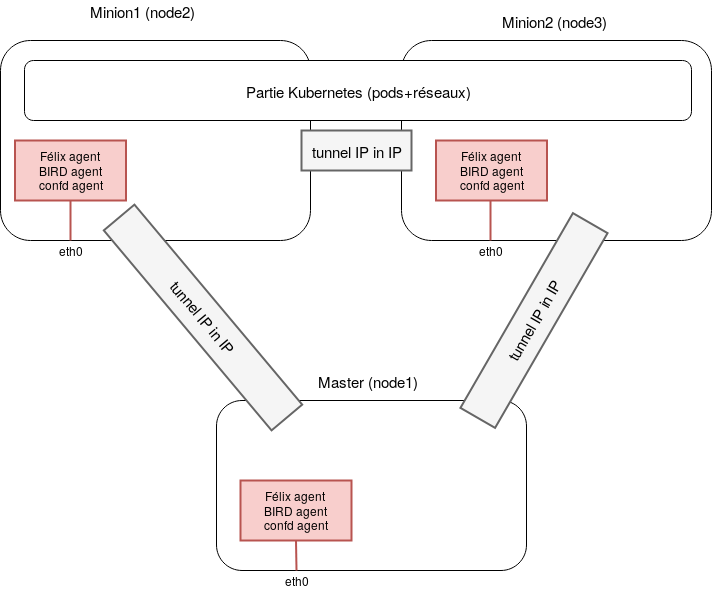 Minion1 (node2)
Minion2 (node3)
Partie Kubernetes (pods+réseaux)
tunnel IP in IP
Félix agent
BIRD agent
confd agent
eth0
Félix agent
BIRD agent
confd agent
eth0
tunnel IP in IP
tunnel IP in IP
Master (node1)
Félix agent
BIRD agent
confd agent
eth0